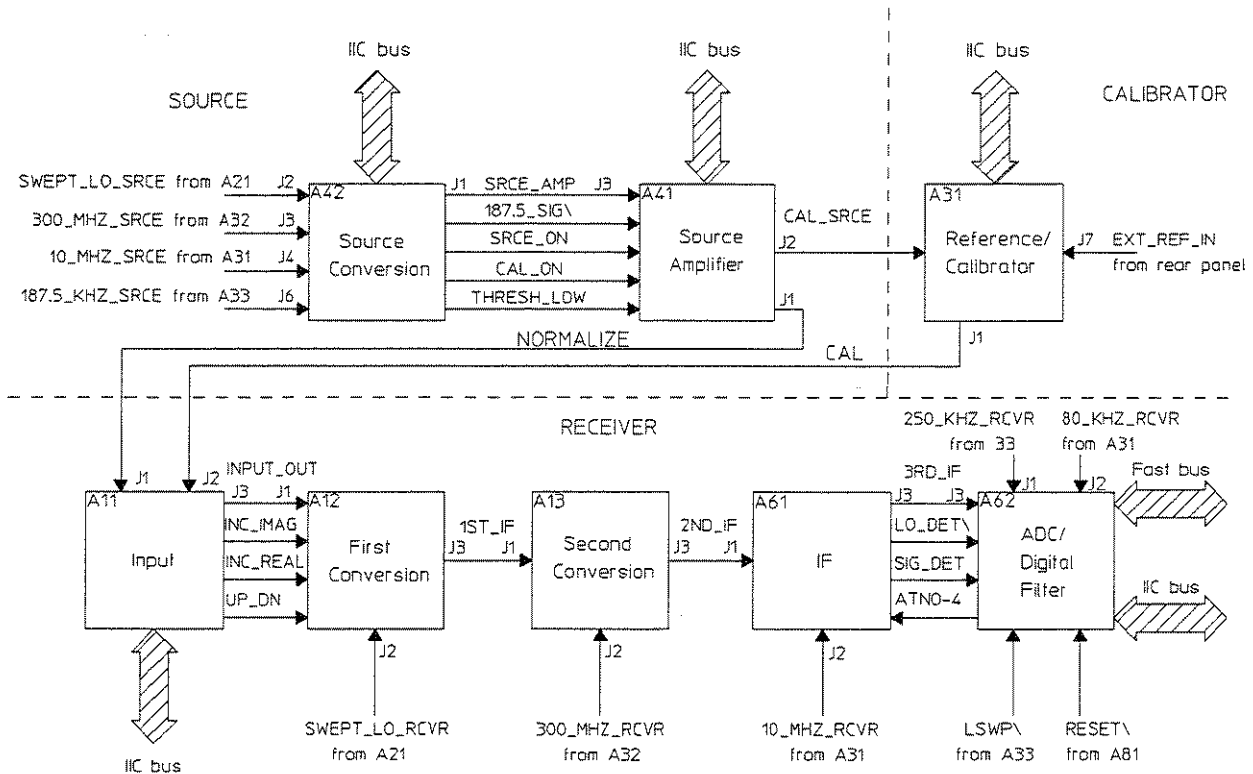 IIC bus
IIC bus
IIC bus
SOURCE
CALIBRATOR
SWEPT_LO_SRCE from A21 J2
300_MHZ_SRCE from A32 J3
10_MHZ_SRCE from A31 J4
187.5_KHZ_SRCE from A33 J6
A42
Source
Conversion
J1 SRCE_AMP J3
187.5_SIG\
SRCE_ON
CAL_ON
THRESH_LOW
A41
Source
Amplifier
CAL_SRCE
J2
J1
A31
Reference/
Calibrator
J7 EXT_REF_IN
from rear panel
J1
NORMALIZE
CAL
RECEIVER
250_KHZ_RCVR
from 33
80_KHZ_RCVR
from A31
J1
J2
INPUT_OUT
A11
Input
J3 J1
INC_IMAG
INC_REAL
UP_DN
A12
First
Conversion
1ST_IF
J3 J1
A13
Second
Conversion
2ND_IF
J3 J1
A61
IF
3RD_IF
J3 J3
LO_DET\
SIG_DET
ATN0-4
J1
J2
A62
ADC/
Digital
Filter
Fast bus
IIC bus
J2
J2
J2
IIC bus
SWEPT_LO_RCVR
from A21
300_MHZ_RCVR
from A32
10_MHZ_RCVR
from A31
LSWP\
from A33
RESET\
from A81